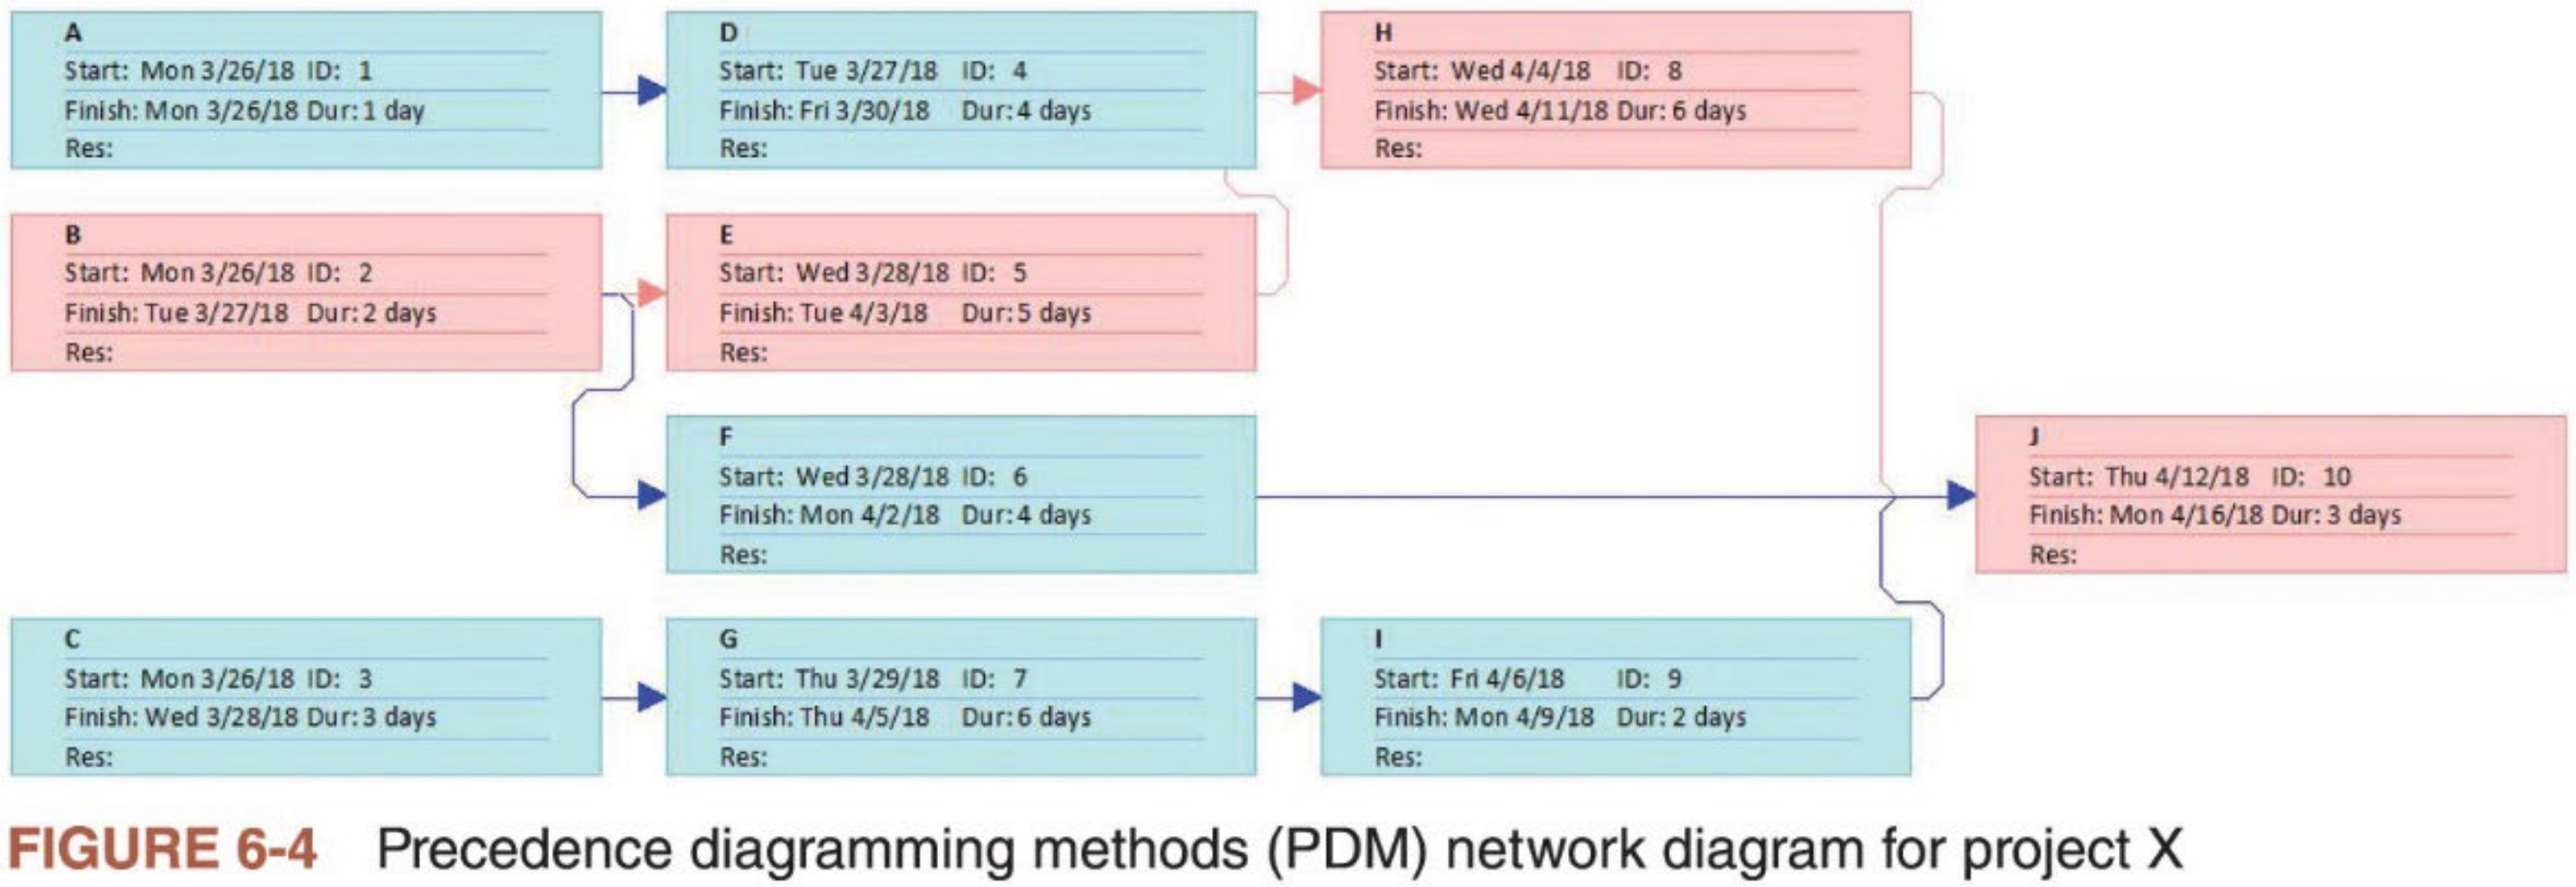 A
Start: Mon 3/26/18 ID: 1
Finish: Mon 3/26/18 Dur: 1 day
Res:
D
Start: Tue 3/27/18 ID: 4
Finish: Fri 3/30/18 Dur: 4 days
Res:
H
Start: Wed 4/4/18 ID: 8
Finish: Wed 4/11/18 Dur: 6 days
Res:
B
Start: Mon 3/26/18 ID: 2
Finish: Tue 3/27/18 Dur: 2 days
Res:
E
Start: Wed 3/28/18 ID: 5
Finish: Tue 4/3/18 Dur: 5 days
Res:
F
Start: Wed 3/28/18 ID: 6
Finish: Mon 4/2/18 Dur: 4 days
Res:
J
Start: Thu 4/12/18 ID: 10
Finish: Mon 4/16/18 Dur: 3 days
Res:
C
Start: Mon 3/26/18 ID: 3
Finish: Wed 3/28/18 Dur: 3 days
Res:
G
Start: Thu 3/29/18 ID: 7
Finish: Thu 4/5/18 Dur: 6 days
Res:
I
Start: Fri 4/6/18 ID: 9
Finish: Mon 4/9/18 Dur: 2 days
Res:
FIGURE 6-4 Precedence diagramming methods (PDM) network diagram for project X